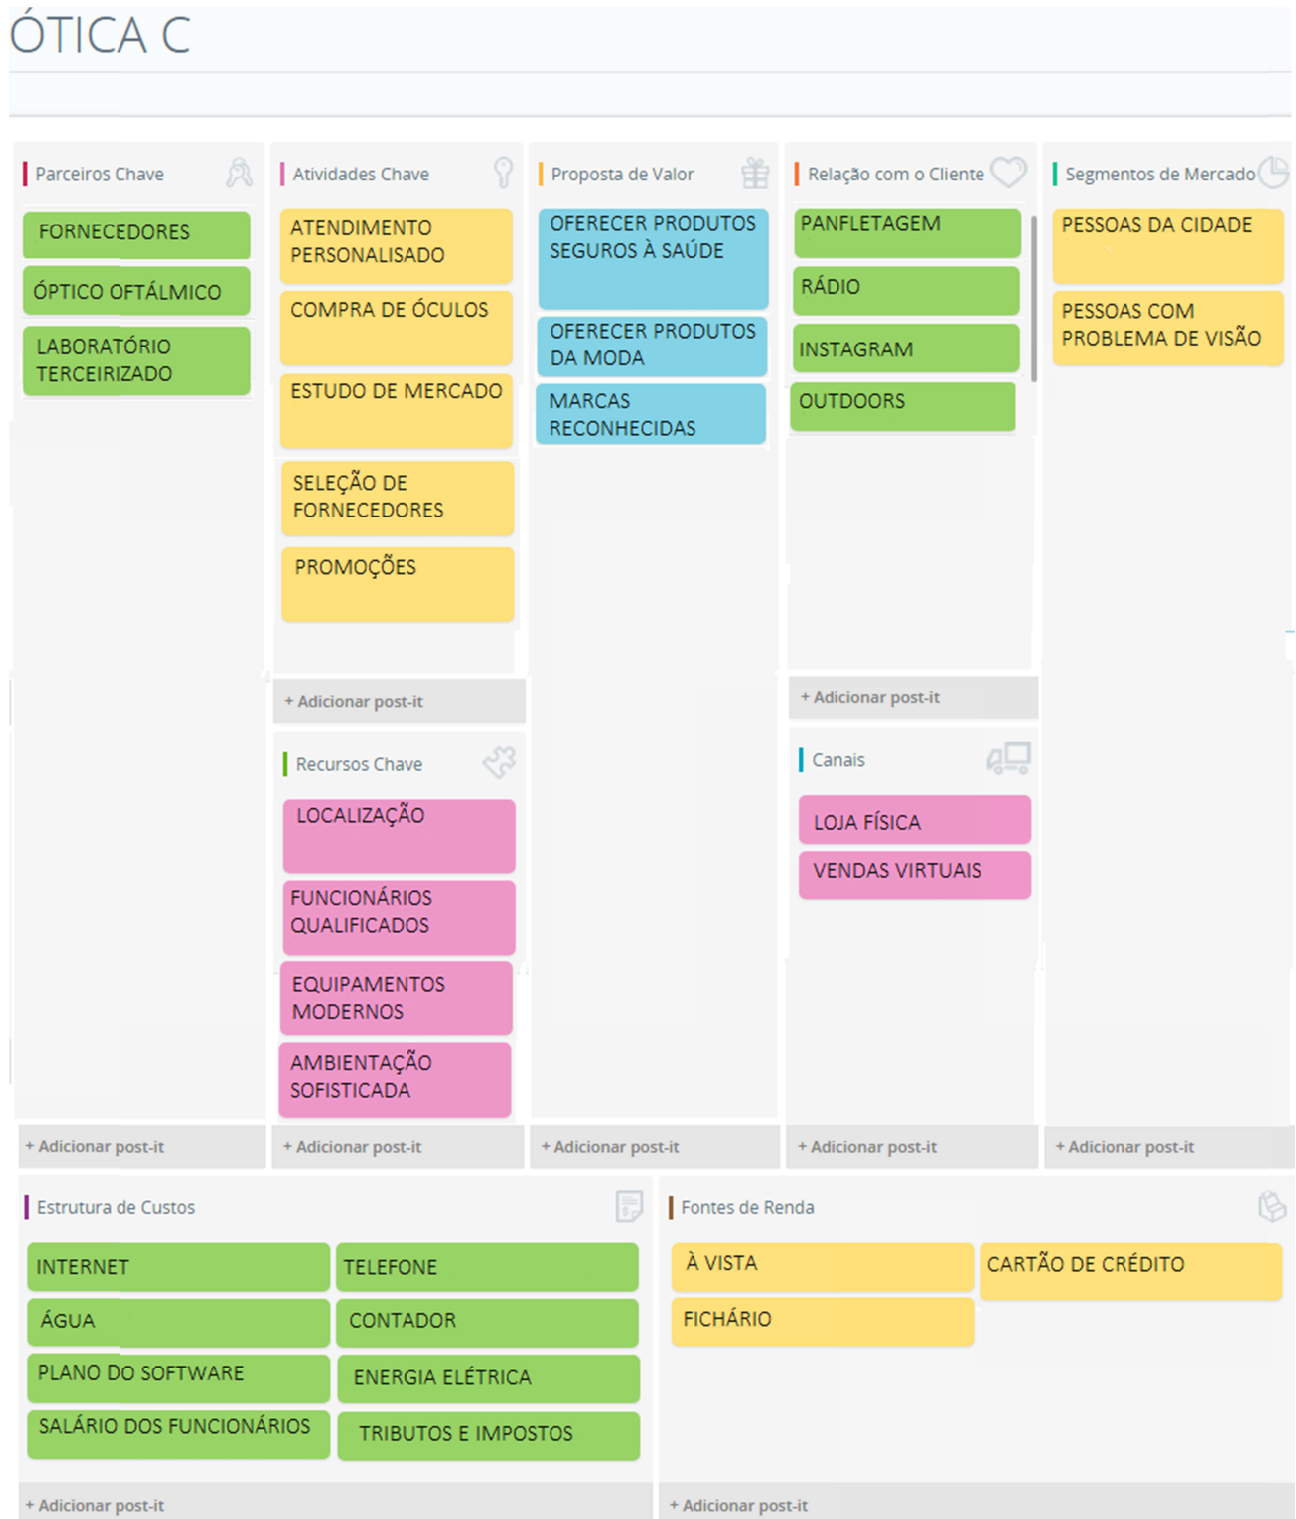 ÓTICA C
Parceiros Chave
FORNECEDORES
ÓPTICO OFTÁLMICO
LABORATÓRIO
TERCEIRIZADO
+ Adicionar post-it
Atividades Chave
ATENDIMENTO
PERSONALISADO
COMPRA DE ÓCULOS
ESTUDO DE MERCADO
SELEÇÃO DE
FORNECEDORES
PROMOÇÕES
+ Adicionar post-it
Recursos Chave
LOCALIZAÇÃO
FUNCIONÁRIOS
QUALIFICADOS
EQUIPAMENTOS
MODERNOS
AMBIENTAÇÃO
SOFISTICADA
+ Adicionar post-it
Proposta de Valor
OFERECER PRODUTOS
SEGUROS À SAÚDE
OFERECER PRODUTOS
DA MODA
MARCAS
RECONHECIDAS
+ Adicionar post-it
Relação com o Cliente
PANFLETAGEM
RÁDIO
INSTAGRAM
OUTDOORS
+ Adicionar post-it
Canais
LOJA FÍSICA
VENDAS VIRTUAIS
+ Adicionar post-it
Segmentos de Mercado
PESSOAS DA CIDADE
PESSOAS COM
PROBLEMA DE VISÃO
+ Adicionar post-it
Estrutura de Custos
INTERNET
TELEFONE
ÁGUA
CONTADOR
PLANO DO SOFTWARE
ENERGIA ELÉTRICA
SALÁRIO DOS FUNCIONÁRIOS
TRIBUTOS E IMPOSTOS
+ Adicionar post-it
Fontes de Renda
À VISTA
CARTÃO DE CRÉDITO
FICHÁRIO
+ Adicionar post-it